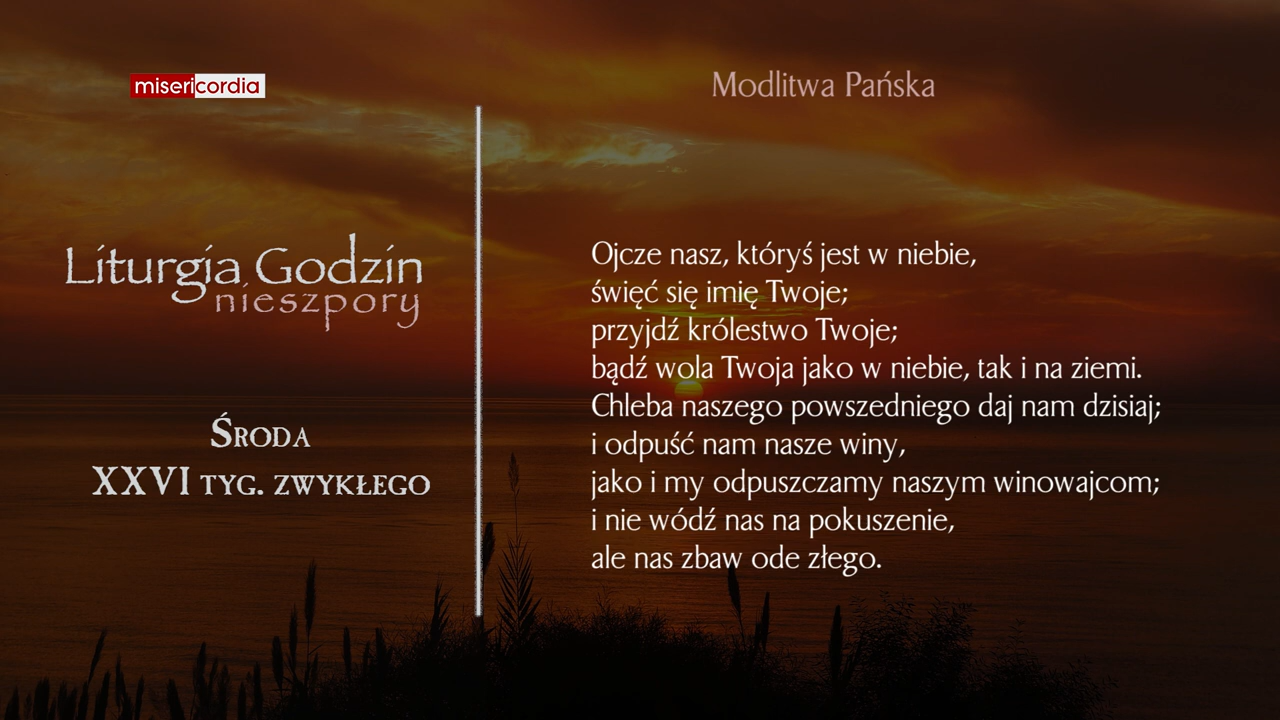 misericordia
Liturgia Godzin
nieszpory
Środa
XXVI tyg. zwykłego
Modlitwa Pańska
Ojcze nasz, któryś jest w niebie,
święć się imię Twoje;
przyjdź królestwo Twoje;
bądź wola Twoja jako w niebie, tak i na ziemi.
Chleba naszego powszedniego daj nam dzisiaj;
i odpuść nam nasze winy,
jako i my odpuszczamy naszym winowajcom;
i nie wódź nas na pokuszenie,
ale nas zbaw ode złego.